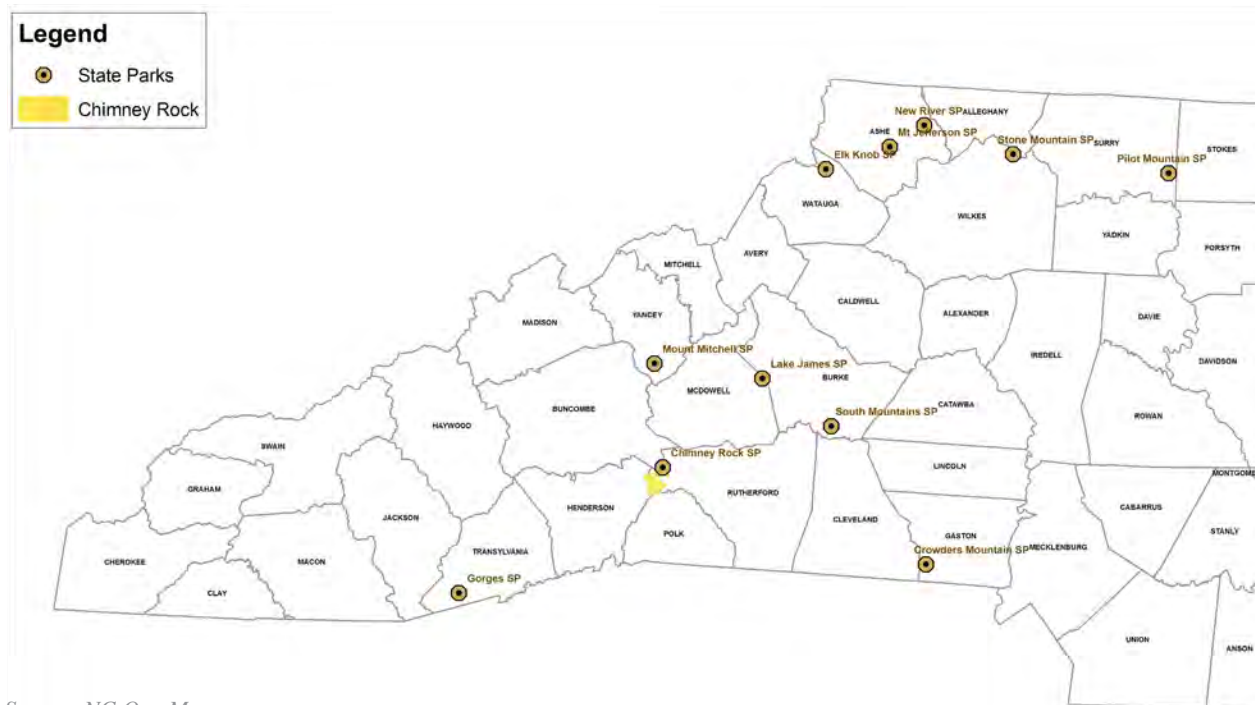 Legend
State Parks
Chimney Rock
New River SP
ALLEGHANY
ASHE
Mt Jefferson SP
Stone Mountain SP
SURRY
STOKES
Elk Knob SP
Pilot Mountain SP
WATAUGA
WILKES
YADKIN
FORSYTH
AVERY
MITCHELL
CALDWELL
ALEXANDER
DAVIE
MADISON
YANCEY
IREDELL
DAVIDSON
Mount Mitchell SP
Lake James SP
BURKE
MCDOWELL
BUNCOMBE
CATAWBA
ROWAN
HAYWOOD
SWAIN
South Mountains SP
Chimney Rock SP
LINCOLN
MONTGOME
GRAHAM
RUTHERFORD
HENDERSON
JACKSON
CLEVELAND
CABARRUS
STANLY
POLK
GASTON
MECKLENBURG
Crowders Mountain SP
TRANSYLVANIA
CHEROKEE
MACON
Gorges SP
CLAY
UNION
ANSON